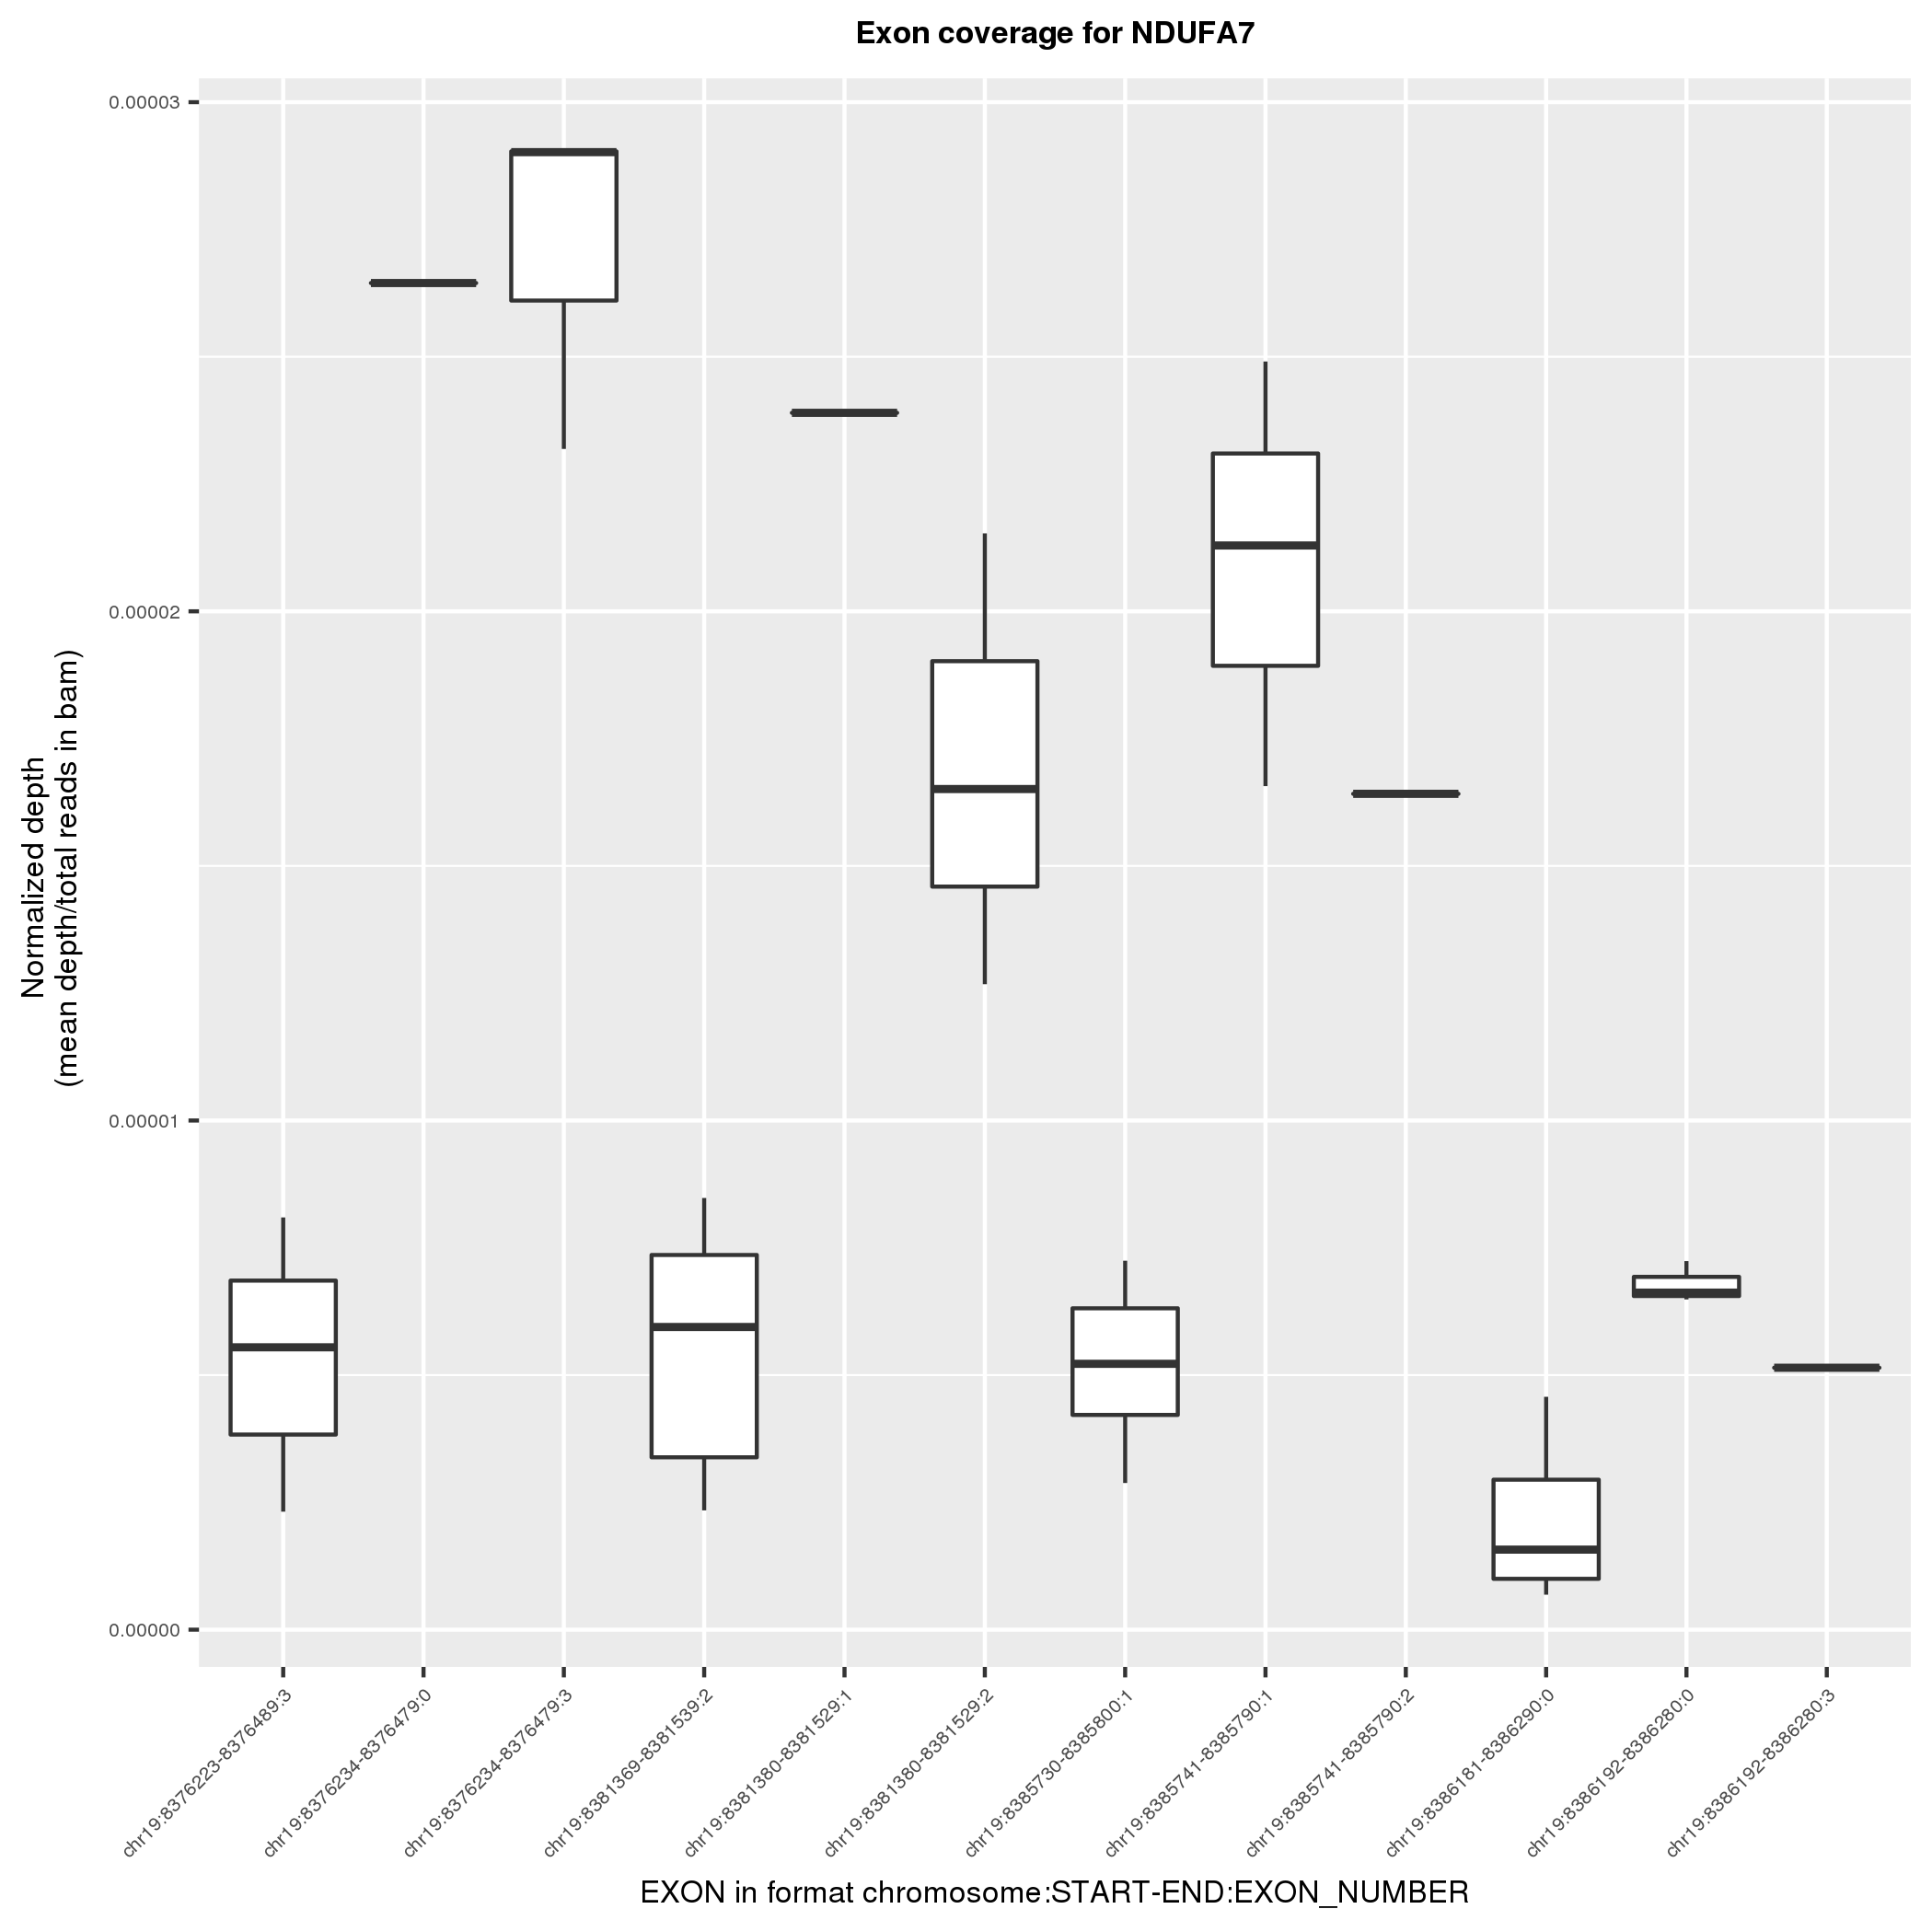 Exon coverage for NDUFA7
Normalized depth
(mean depth/total reads in bam)
0.00003
0.00002
0.00001
0.00000
chr19:8376223-8376489:3
chr19:8376234-8376479:0
chr19:8376234-8376479:3
chr19:8381369-8381539:2
chr19:8381380-8381529:1
chr19:8381380-8381529:2
chr19:8385730-8385800:1
chr19:8385741-8385790:1
chr19:8385741-8385790:2
chr19:8386181-8386290:0
chr19:8386192-8386280:0
chr19:8386192-8386280:3
EXON in format chromosome:START-END:EXON_NUMBER